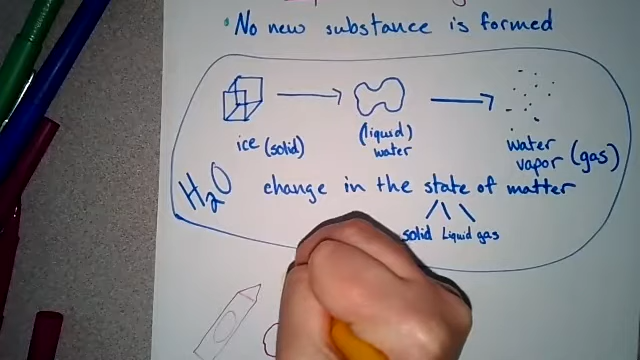 • No new substance is formed
ice (solid)
(liquid)
water
water
vapor (gas)
H₂O
change in the state of matter
solid Liquid gas